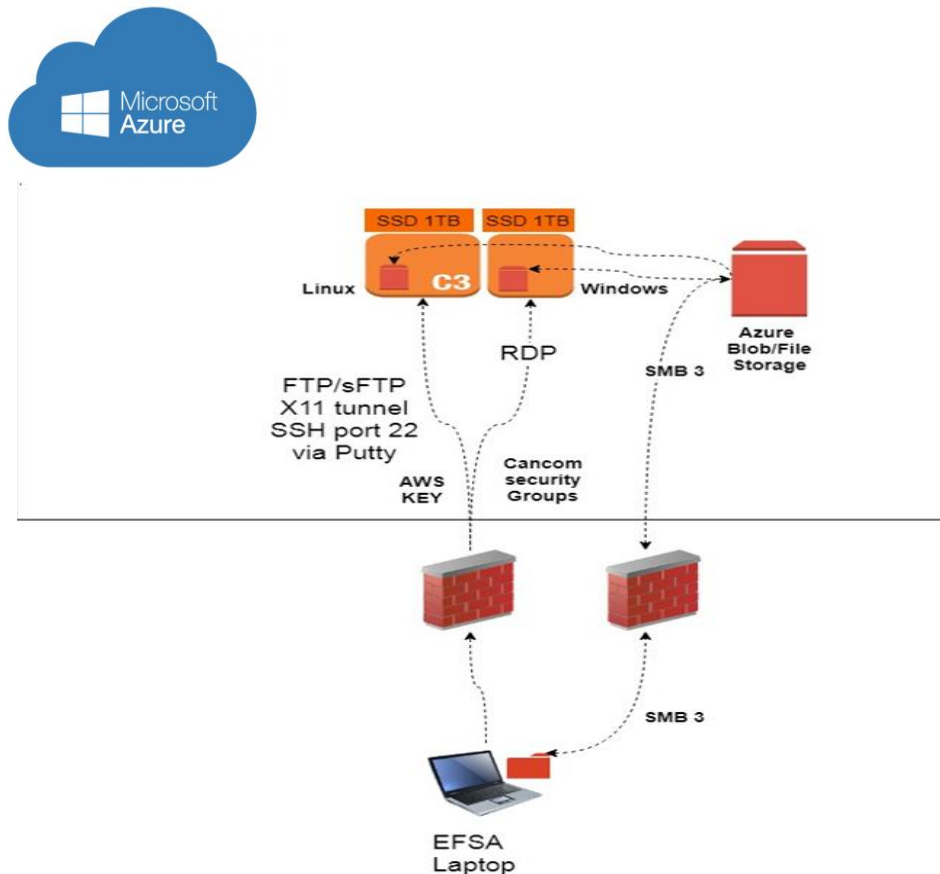 Microsoft
Azure
SSD 1TB
SSD 1TB
C3
Linux
Windows
Azure
Blob/File
Storage
RDP
SMB 3
FTP/sFTP
X11 tunnel
SSH port 22
via Putty
AWS
KEY
Cancom
security
Groups
SMB 3
EFSA
Laptop